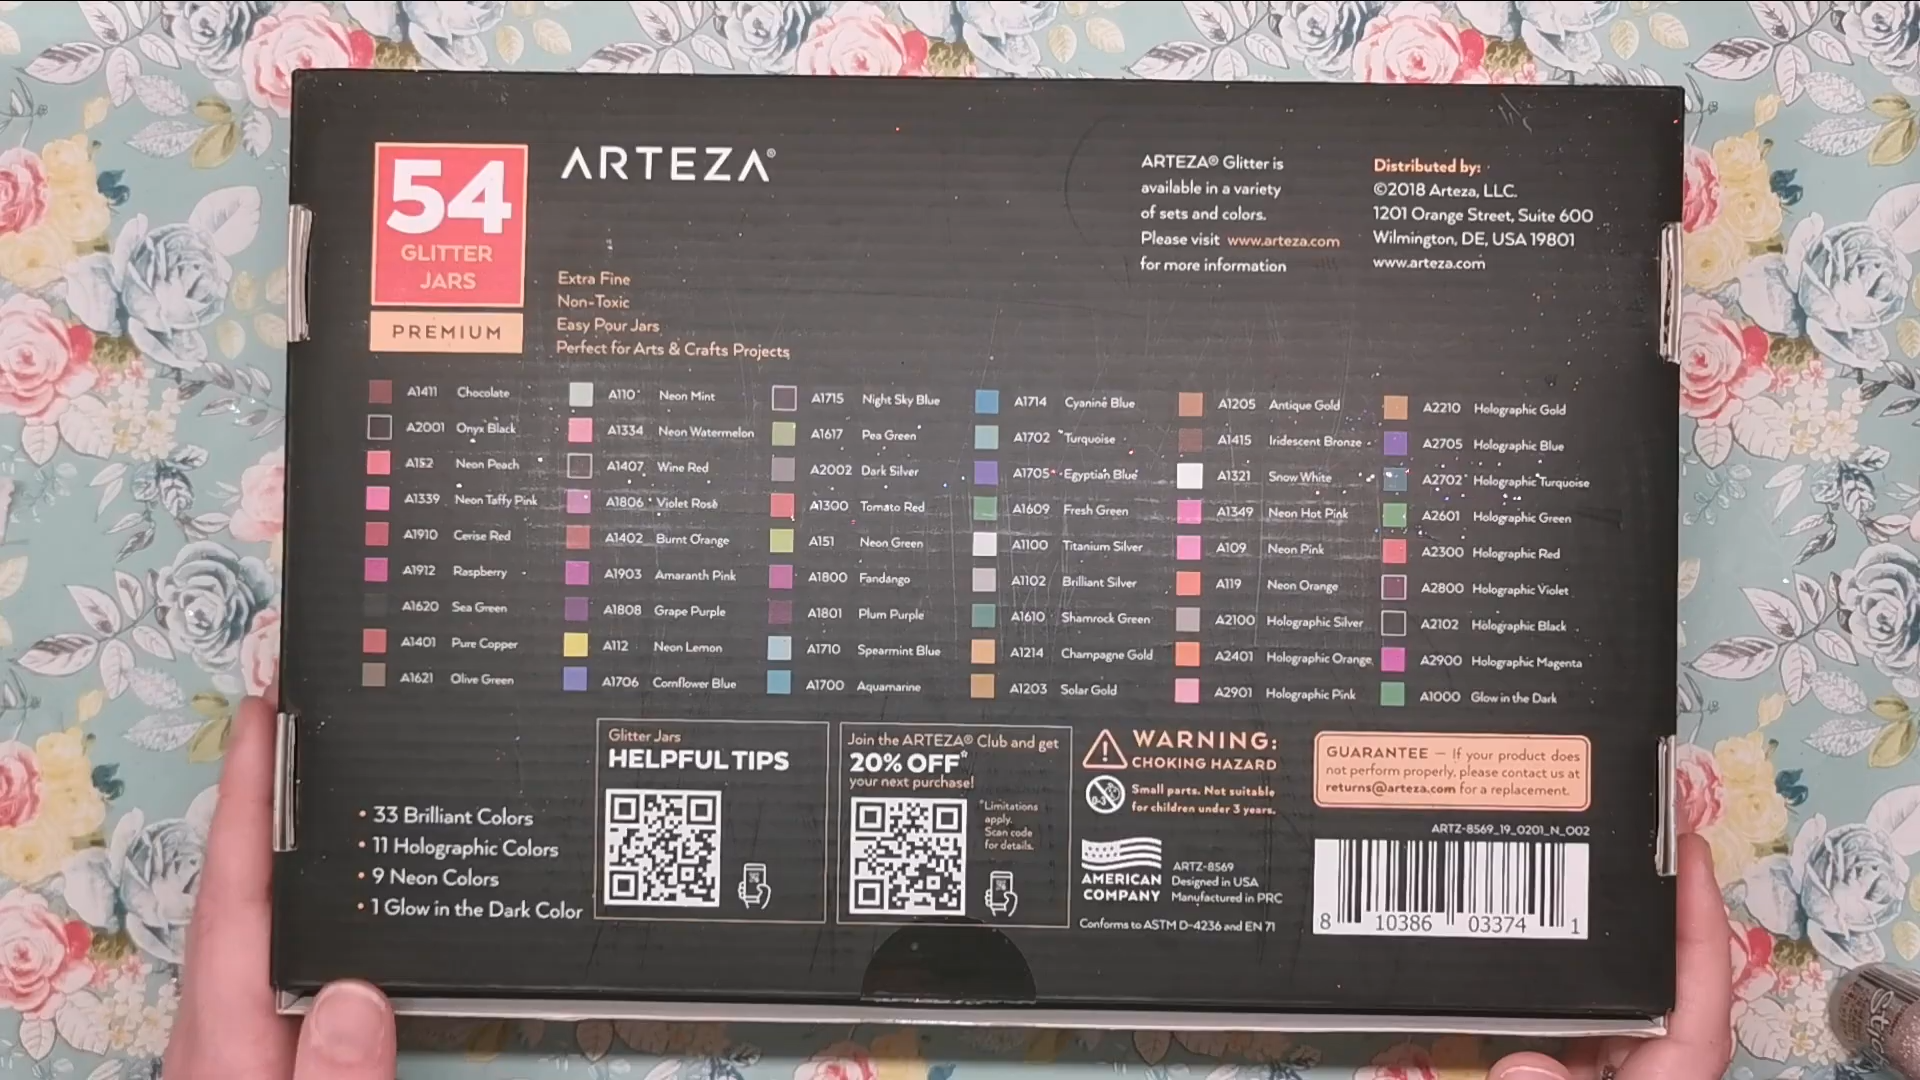 54
GLITTER
JARS
PREMIUM
ARTEZA®
Extra Fine
Non-Toxic
Easy Pour Jars
Perfect for Arts & Crafts Projects
ARTEZA® Glitter is
available in a variety
of sets and colors.
Please visit www.arteza.com
for more information
Distributed by:
©2018 Arteza, LLC.
1201 Orange Street, Suite 600
Wilmington, DE, USA 19801
www.arteza.com
A1411 Chocolate
A2001 Onyx Black
A152 Neon Peach
A1339 Neon Taffy Pink
A1910 Cerise Red
A1912 Raspberry
A1620 Sea Green
A1401 Pure Copper
A1621 Olive Green
A110 Neon Mint
A1334 Neon Watermelon
A1407 Wine Red
A1806 Violet Rose
A1402 Burnt Orange
A1903 Amaranth Pink
A1808 Grape Purple
A112 Neon Lemon
A1706 Cornflower Blue
A1715 Night Sky Blue
A1617 Pea Green
A2002 Dark Silver
A1300 Tomato Red
A151 Neon Green
A1800 Fandango
A1801 Plum Purple
A1710 Spearmint Blue
A1700 Aquamarine
A1714 Cyanine Blue
A1702 Turquoise
A1705 Egyptian Blue
A1609 Fresh Green
A1100 Titanium Silver
A1102 Brilliant Silver
A1610 Shamrock Green
A1214 Champagne Gold
A1203 Solar Gold
A1205 Antique Gold
A1415 Iridescent Bronze
A1321 Snow White
A1349 Neon Hot Pink
A109 Neon Pink
A119 Neon Orange
A2100 Holographic Silver
A2401 Holographic Orange
A2901 Holographic Pink
A2210 Holographic Gold
A2705 Holographic Blue
A2702 Holographic Turquoise
A2601 Holographic Green
A2300 Holographic Red
A2800 Holographic Violet
A2102 Holographic Black
A2900 Holographic Magenta
A1000 Glow in the Dark
• 33 Brilliant Colors
• 11 Holographic Colors
• 9 Neon Colors
• 1 Glow in the Dark Color
Glitter Jars
HELPFUL TIPS
Join the ARTEZA® Club and get
20% OFF*
your next purchase!
*Limitations
apply.
Scan code
for details.
WARNING:
CHOKING HAZARD
0-3
Small parts. Not suitable
for children under 3 years.
AMERICAN
COMPANY
ARTZ-8569
Designed in USA
Manufactured in PRC
Conforms to ASTM D-4236 and EN 71
GUARANTEE — If your product does
not perform properly, please contact us at
returns@arteza.com for a replacement.
ARTZ-8569_19_0201_N_002
8 10386 03374 1